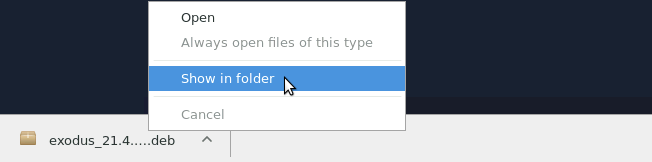 Open
Always open files of this type
Show in folder
Cancel
exodus_21.4.....deb